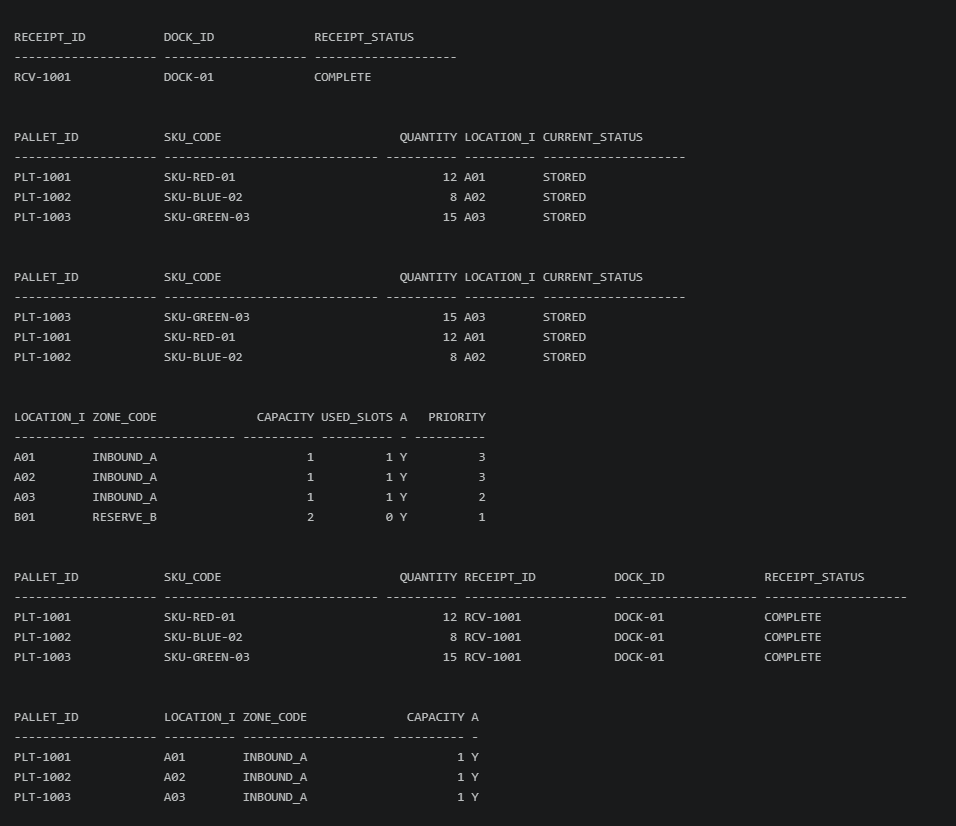 RECEIPT_ID           DOCK_ID              RECEIPT_STATUS
-------------------- -------------------- --------------------
RCV-1001             DOCK-01              COMPLETE

PALLET_ID            SKU_CODE                         QUANTITY LOCATION_I CURRENT_STATUS
-------------------- ------------------------------ ---------- ---------- --------------------
PLT-1001             SKU-RED-01                             12 A01        STORED
PLT-1002             SKU-BLUE-02                             8 A02        STORED
PLT-1003             SKU-GREEN-03                           15 A03        STORED

PALLET_ID            SKU_CODE                         QUANTITY LOCATION_I CURRENT_STATUS
-------------------- ------------------------------ ---------- ---------- --------------------
PLT-1003             SKU-GREEN-03                           15 A03        STORED
PLT-1001             SKU-RED-01                             12 A01        STORED
PLT-1002             SKU-BLUE-02                             8 A02        STORED

LOCATION_I ZONE_CODE              CAPACITY USED_SLOTS A   PRIORITY
---------- -------------------- ---------- ---------- - ----------
A01        INBOUND_A                     1          1 Y          3
A02        INBOUND_A                     1          1 Y          3
A03        INBOUND_A                     1          1 Y          2
B01        RESERVE_B                     2          0 Y          1

PALLET_ID            SKU_CODE                         QUANTITY RECEIPT_ID           DOCK_ID              RECEIPT_STATUS
-------------------- ------------------------------ ---------- -------------------- -------------------- --------------------
PLT-1001             SKU-RED-01                             12 RCV-1001             DOCK-01              COMPLETE
PLT-1002             SKU-BLUE-02                             8 RCV-1001             DOCK-01              COMPLETE
PLT-1003             SKU-GREEN-03                           15 RCV-1001             DOCK-01              COMPLETE

PALLET_ID            LOCATION_I ZONE_CODE              CAPACITY A
-------------------- ---------- -------------------- ---------- -
PLT-1001             A01        INBOUND_A                     1 Y
PLT-1002             A02        INBOUND_A                     1 Y
PLT-1003             A03        INBOUND_A                     1 Y